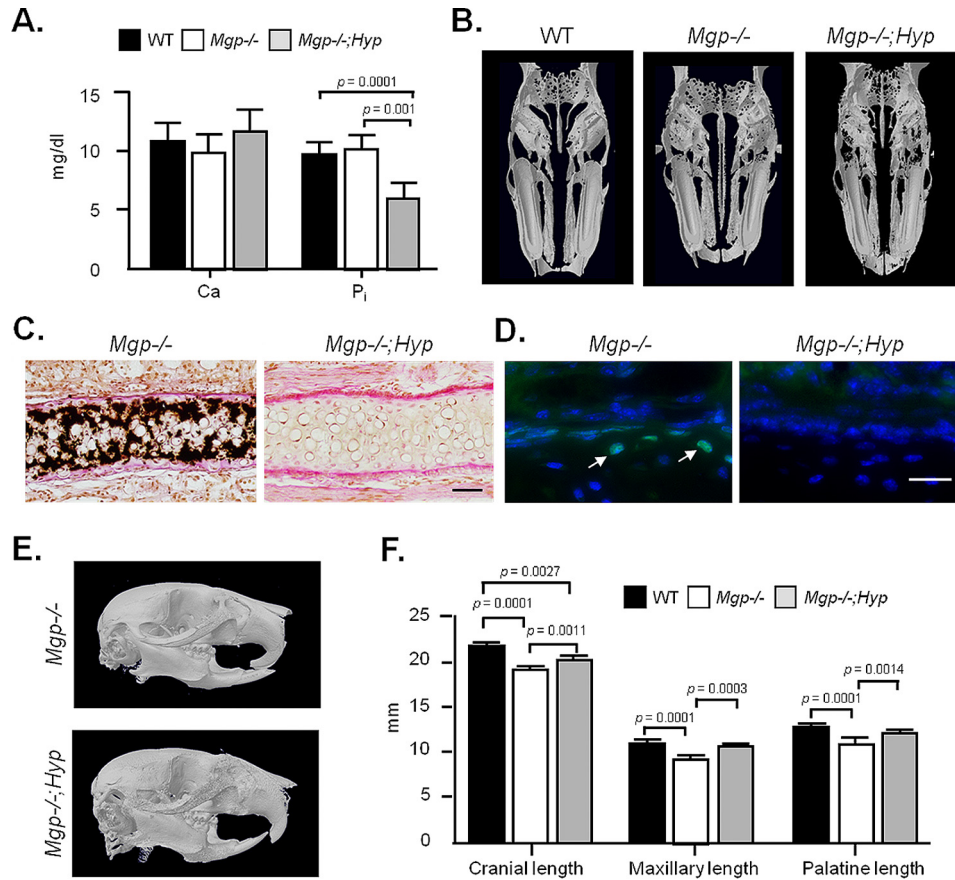 A.
WT Mgp-/- Mgp-/-;Hyp
p = 0.0001
p = 0.001
15
10
5
0
mg/dl
Ca Pi
B.
WT Mgp-/- Mgp-/-;Hyp
C.
Mgp-/- Mgp-/-;Hyp
D.
Mgp-/- Mgp-/-;Hyp
E.
Mgp-/-
Mgp-/-;Hyp
F.
WT Mgp-/- Mgp-/-;Hyp
p = 0.0027
p = 0.0001
p = 0.0011
p = 0.0001
p = 0.0003
p = 0.0001
p = 0.0014
25
20
15
10
5
0
mm
Cranial length Maxillary length Palatine length